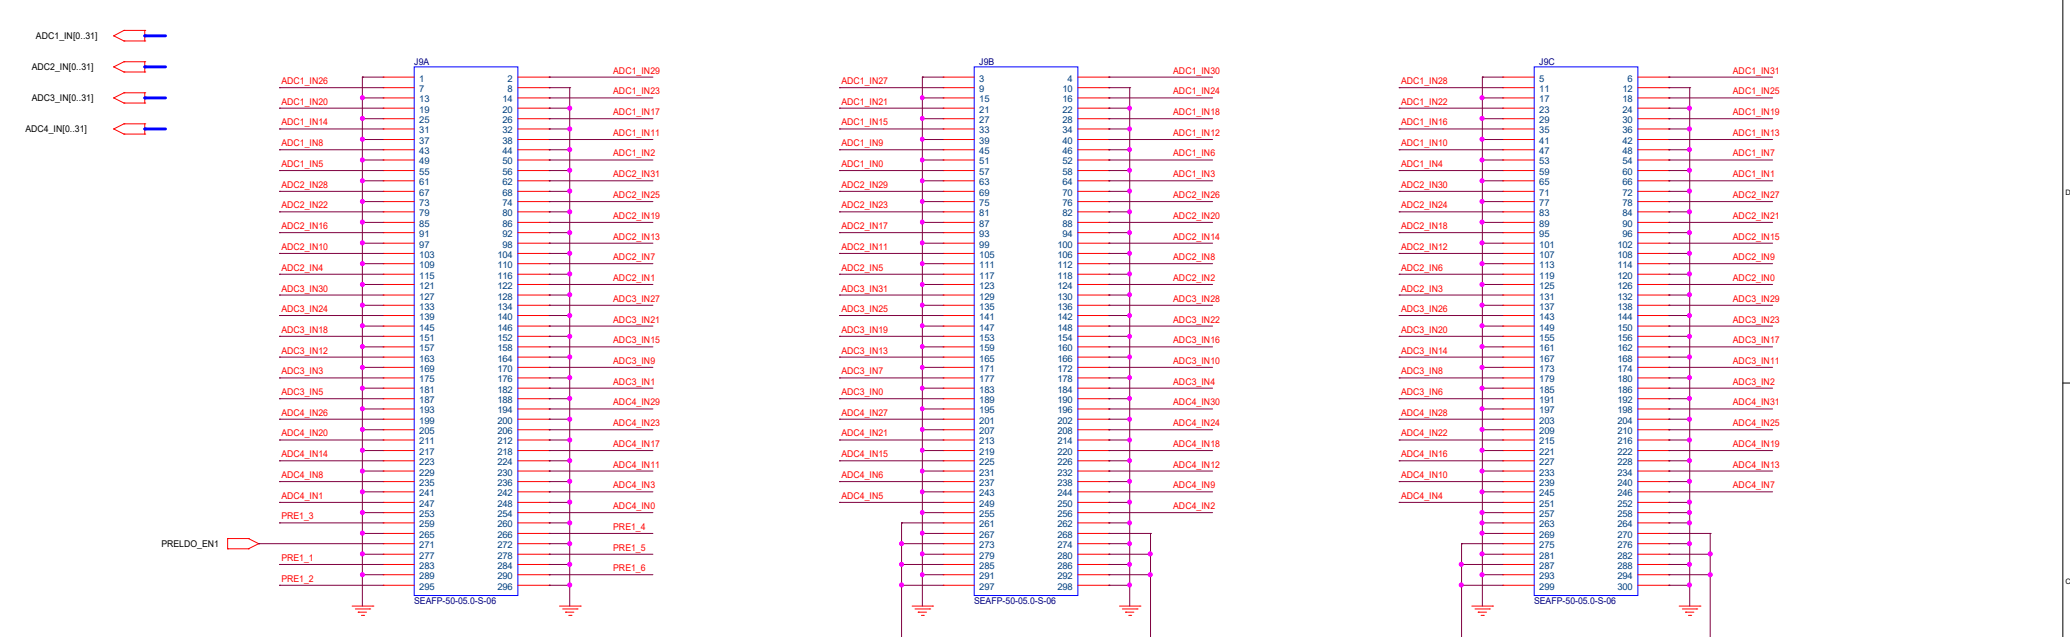 ADC1_IN[0..31]
ADC2_IN[0..31]
ADC3_IN[0..31]
ADC4_IN[0..31]
PRELDO_EN1
J9A
ADC1_IN26
ADC1_IN20
ADC1_IN14
ADC1_IN8
ADC1_IN5
ADC2_IN28
ADC2_IN22
ADC2_IN16
ADC2_IN10
ADC2_IN4
ADC3_IN30
ADC3_IN24
ADC3_IN18
ADC3_IN12
ADC3_IN3
ADC3_IN5
ADC4_IN26
ADC4_IN20
ADC4_IN14
ADC4_IN8
ADC4_IN1
PRE1_3
PRE1_1
PRE1_2
1 2
7 8
13 14
19 20
25 26
31 32
37 38
43 44
49 50
55 56
61 62
67 68
73 74
79 80
85 86
91 92
97 98
103 104
109 110
115 116
121 122
127 128
133 134
139 140
145 146
151 152
157 158
163 164
169 170
175 176
181 182
187 188
193 194
199 200
205 206
211 212
217 218
223 224
229 230
235 236
241 242
247 248
253 254
259 260
265 266
271 272
277 278
283 284
289 290
295 296
ADC1_IN29
ADC1_IN23
ADC1_IN17
ADC1_IN11
ADC1_IN2
ADC2_IN31
ADC2_IN25
ADC2_IN19
ADC2_IN13
ADC2_IN7
ADC2_IN1
ADC3_IN27
ADC3_IN21
ADC3_IN15
ADC3_IN9
ADC3_IN1
ADC4_IN29
ADC4_IN23
ADC4_IN17
ADC4_IN11
ADC4_IN3
ADC4_IN0
PRE1_4
PRE1_5
PRE1_6
SEAFP-50-05.0-S-06
J9B
ADC1_IN27
ADC1_IN21
ADC1_IN15
ADC1_IN9
ADC1_IN0
ADC2_IN29
ADC2_IN23
ADC2_IN17
ADC2_IN11
ADC2_IN5
ADC3_IN31
ADC3_IN25
ADC3_IN19
ADC3_IN13
ADC3_IN7
ADC3_IN0
ADC4_IN27
ADC4_IN21
ADC4_IN15
ADC4_IN6
ADC4_IN5
3 4
9 10
15 16
21 22
27 28
33 34
39 40
45 46
51 52
57 58
63 64
69 70
75 76
81 82
87 88
93 94
99 100
105 106
111 112
117 118
123 124
129 130
135 136
141 142
147 148
153 154
159 160
165 166
171 172
177 178
183 184
189 190
195 196
201 202
207 208
213 214
219 220
225 226
231 232
237 238
243 244
249 250
255 256
261 262
267 268
273 274
279 280
285 286
291 292
297 298
ADC1_IN30
ADC1_IN24
ADC1_IN18
ADC1_IN12
ADC1_IN6
ADC1_IN3
ADC2_IN26
ADC2_IN20
ADC2_IN14
ADC2_IN8
ADC2_IN2
ADC3_IN28
ADC3_IN22
ADC3_IN16
ADC3_IN10
ADC3_IN4
ADC4_IN30
ADC4_IN24
ADC4_IN18
ADC4_IN12
ADC4_IN9
ADC4_IN2
SEAFP-50-05.0-S-06
J9C
ADC1_IN28
ADC1_IN22
ADC1_IN16
ADC1_IN10
ADC1_IN4
ADC2_IN30
ADC2_IN24
ADC2_IN18
ADC2_IN12
ADC2_IN6
ADC2_IN3
ADC3_IN26
ADC3_IN20
ADC3_IN14
ADC3_IN8
ADC3_IN6
ADC4_IN28
ADC4_IN22
ADC4_IN16
ADC4_IN10
ADC4_IN4
5 6
11 12
17 18
23 24
29 30
35 36
41 42
47 48
53 54
59 60
65 66
71 72
77 78
83 84
89 90
95 96
101 102
107 108
113 114
119 120
125 126
131 132
137 138
143 144
149 150
155 156
161 162
167 168
173 174
179 180
185 186
191 192
197 198
203 204
209 210
215 216
221 222
227 228
233 234
239 240
245 246
251 252
257 258
263 264
269 270
275 276
281 282
287 288
293 294
299 300
ADC1_IN31
ADC1_IN25
ADC1_IN19
ADC1_IN13
ADC1_IN7
ADC1_IN1
ADC2_IN27
ADC2_IN21
ADC2_IN15
ADC2_IN9
ADC2_IN0
ADC3_IN29
ADC3_IN23
ADC3_IN17
ADC3_IN11
ADC3_IN2
ADC4_IN31
ADC4_IN25
ADC4_IN19
ADC4_IN13
ADC4_IN7
SEAFP-50-05.0-S-06
D
C